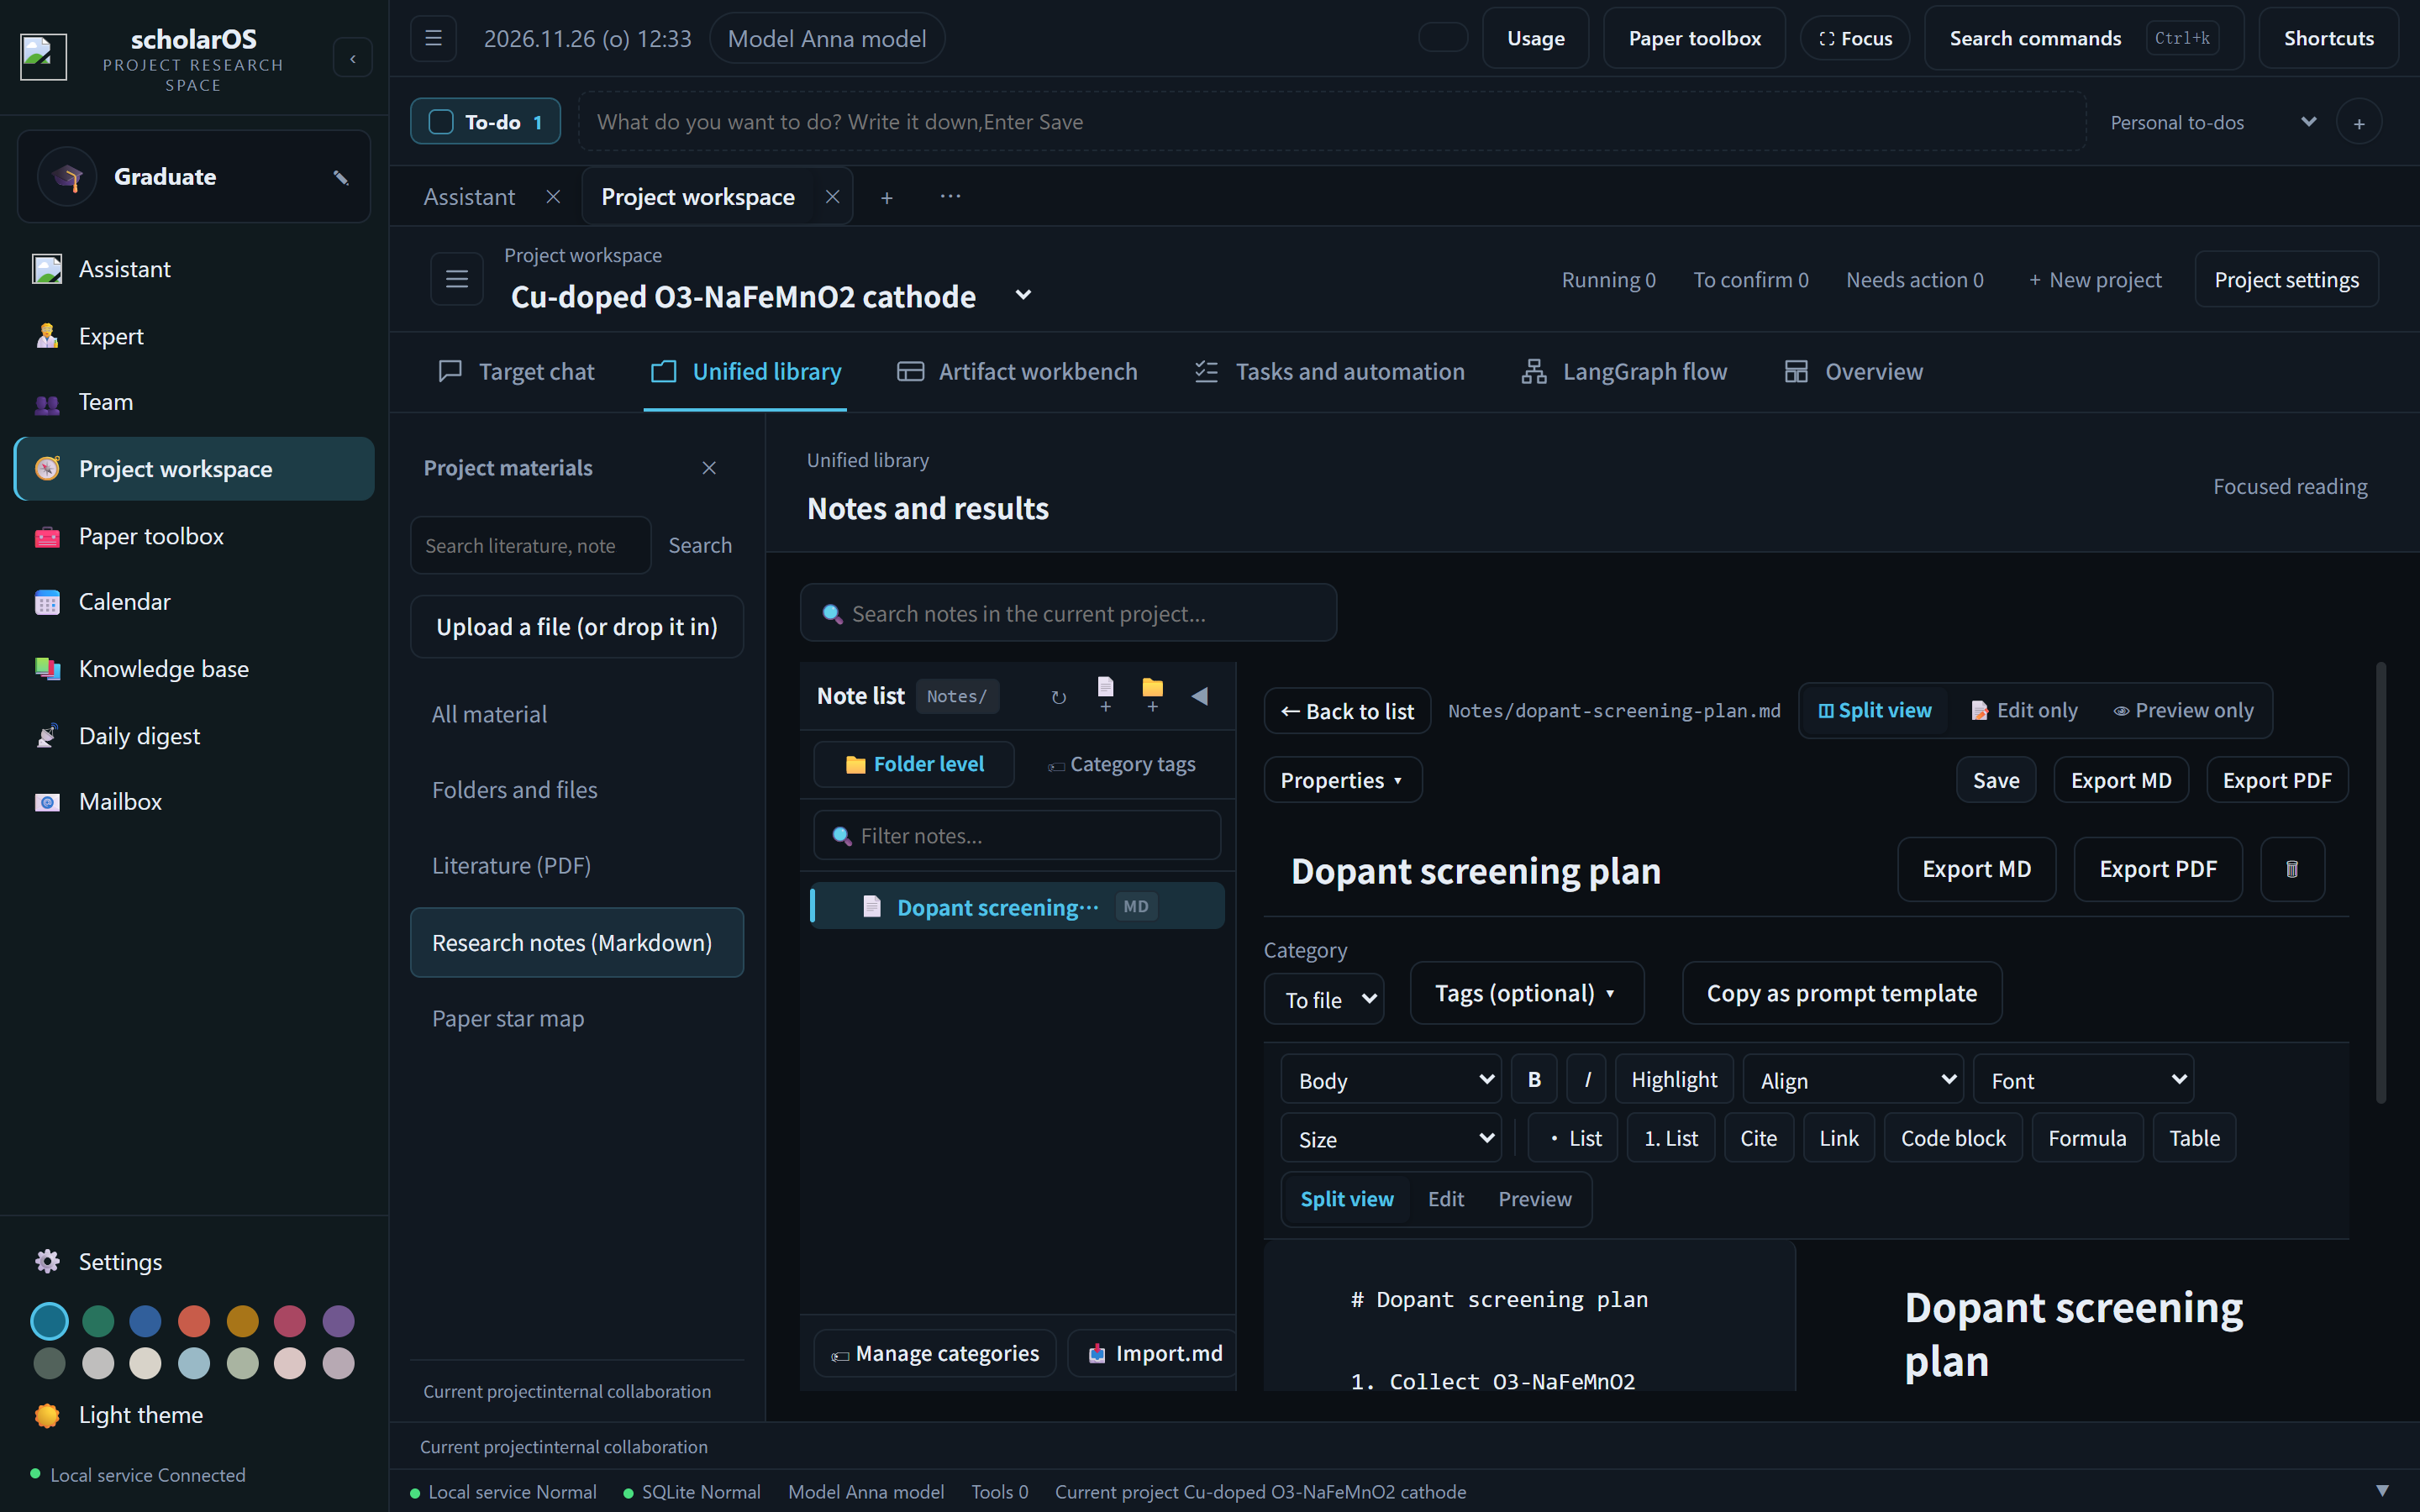 scholarOS
PROJECT RESEARCH
SPACE
Graduate
Assistant
Expert
Team
Project workspace
Paper toolbox
Calendar
Knowledge base
Daily digest
Mailbox
Settings
Light theme
Local service Connected
2026.11.26 (o) 12:33
Model Anna model
Usage
Paper toolbox
Focus
Search commands Ctrl+k
Shortcuts
To-do 1
What do you want to do? Write it down,Enter Save
Personal to-dos
+
Assistant
Project workspace
+
···
Project workspace
Cu-doped O3-NaFeMnO2 cathode
Running 0
To confirm 0
Needs action 0
+ New project
Project settings
Target chat
Unified library
Artifact workbench
Tasks and automation
LangGraph flow
Overview
Project materials
Search literature, note
Search
Upload a file (or drop it in)
All material
Folders and files
Literature (PDF)
Research notes (Markdown)
Paper star map
Current projectinternal collaboration
Unified library
Notes and results
Focused reading
Search notes in the current project...
Note list Notes/
Folder level
Category tags
Filter notes...
Dopant screening··· MD
Manage categories
Import.md
← Back to list
Notes/dopant-screening-plan.md
Split view
Edit only
Preview only
Properties
Save
Export MD
Export PDF
Dopant screening plan
Export MD
Export PDF
Category
To file
Tags (optional)
Copy as prompt template
Body
B
I
Highlight
Align
Font
Size
• List
1. List
Cite
Link
Code block
Formula
Table
Split view
Edit
Preview
# Dopant screening plan
1. Collect O3-NaFeMnO2
Dopant screening
plan
Current projectinternal collaboration
Local service Normal
SQLite Normal
Model Anna model
Tools 0
Current project Cu-doped O3-NaFeMnO2 cathode